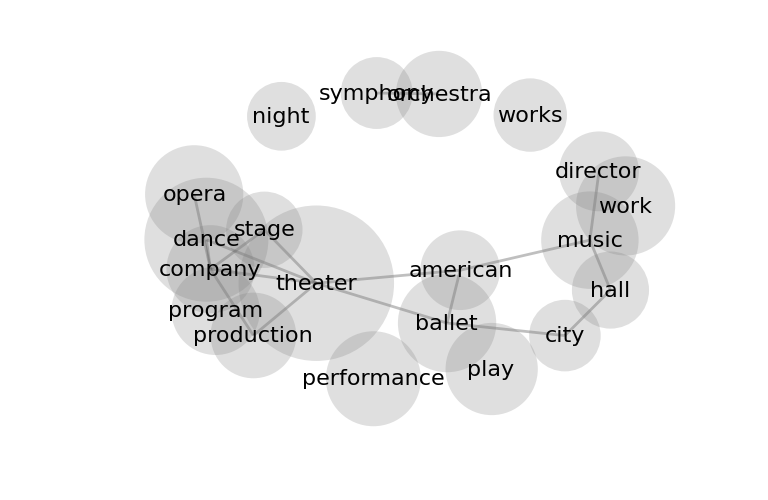 symphony
orchestra
night
works
director
opera
work
stage
dance
music
company
american
theater
hall
program
ballet
production
city
play
performance